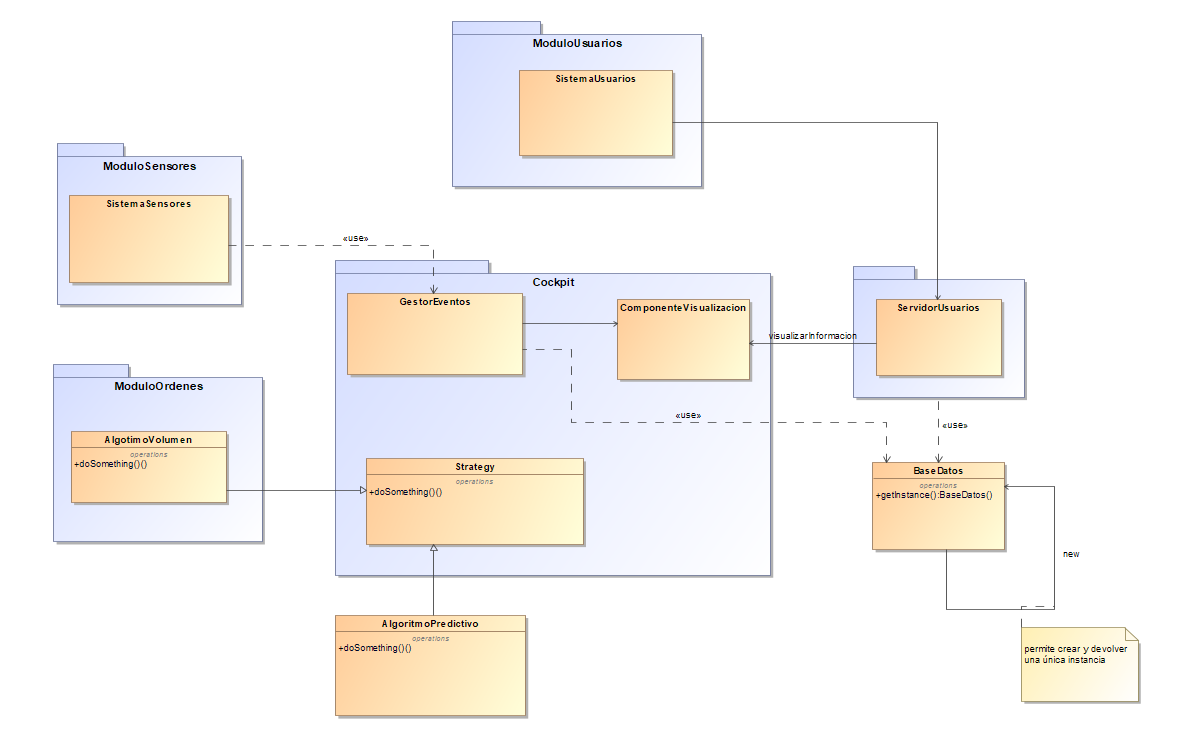 ModuloUsuarios
SistemaUsuarios
ModuloSensores
SistemaSensores
«use»
Cockpit
GestorEventos
ComponenteVisualizacion
ServidorUsuarios
visualizarInformacion
ModuloOrdenes
AlgotimoVolumen
operations
+doSomething()()
«use»
«use»
Strategy
operations
+doSomething()()
BaseDatos
operations
+getInstance():BaseDatos()
new
AlgoritmoPredictivo
operations
+doSomething()()
permite crear y devolver
una única instancia